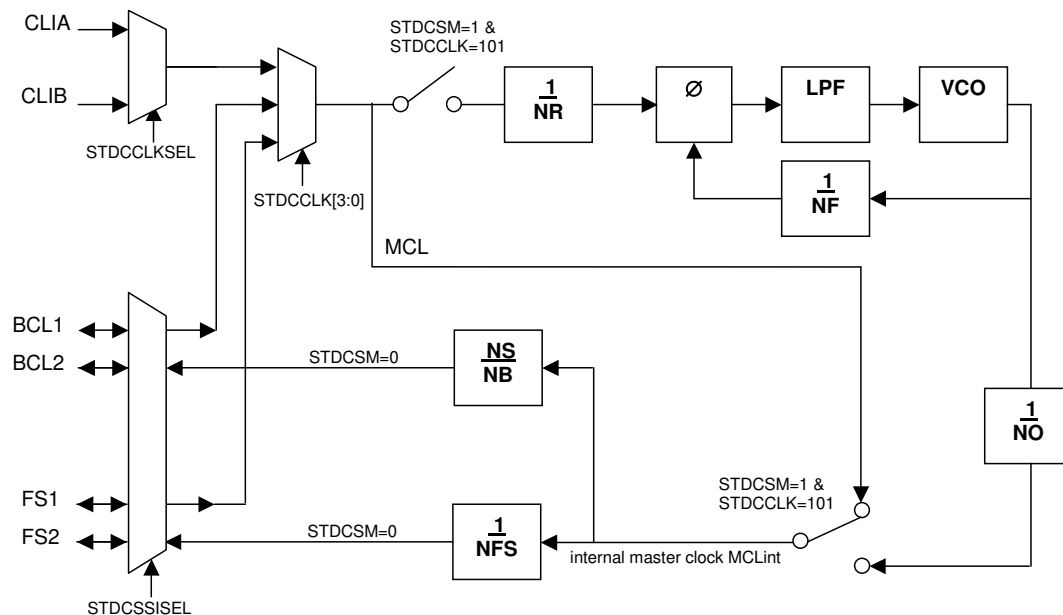 CLIA
CLIB
STDCCLKSEL
STDCCLK[3:0]
STDCSM=1 &
STDCCLK=101
1
NR
Ø
LPF
VCO
1
NF
MCL
BCL1
BCL2
STDCSM=0
NS
NB
1
NO
FS1
FS2
STDCSM=0
1
NFS
STDCSM=1 &
STDCCLK=101
internal master clock MCLint
STDCSSISEL